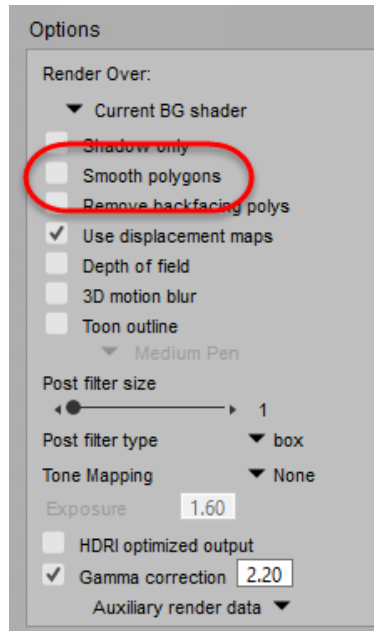 Options
Render Over:
Current BG shader
Shadow only
Smooth polygons
Remove backfacing polys
Use displacement maps
Depth of field
3D motion blur
Toon outline
Medium Pen
Post filter size
1
Post filter type box
Tone Mapping None
Exposure 1.60
HDRI optimized output
Gamma correction 2.20
Auxiliary render data